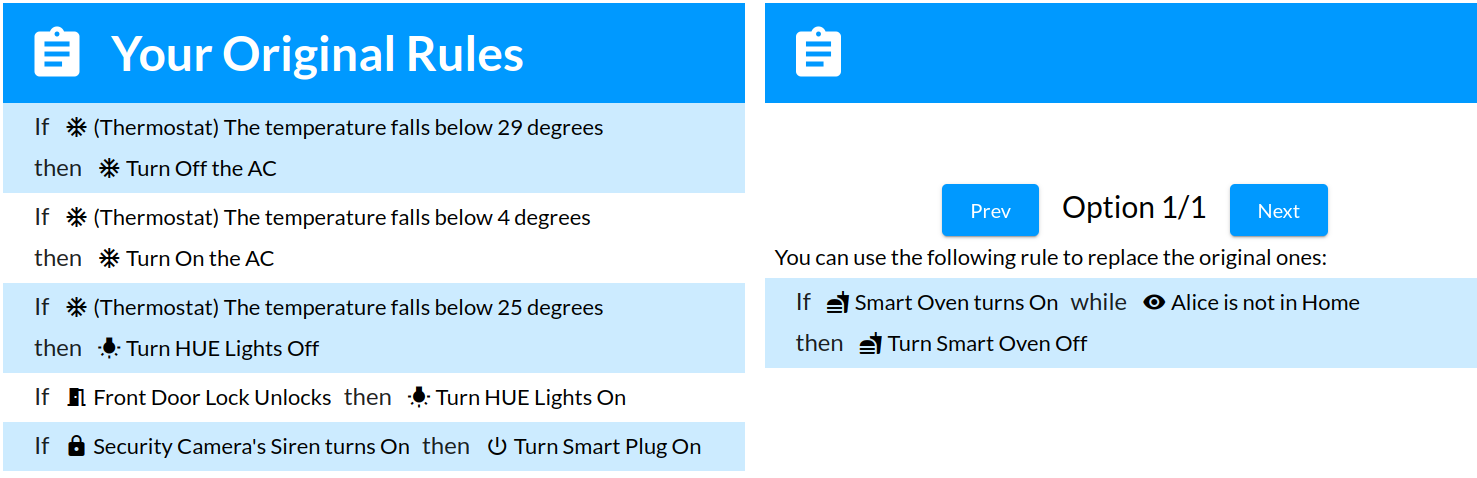 Your Original Rules
If (Thermostat) The temperature falls below 29 degrees
then Turn Off the AC
If (Thermostat) The temperature falls below 4 degrees
then Turn On the AC
If (Thermostat) The temperature falls below 25 degrees
then Turn HUE Lights Off
If Front Door Lock Unlocks then Turn HUE Lights On
If Security Camera's Siren turns On then Turn Smart Plug On
Prev Option 1/1 Next
You can use the following rule to replace the original ones:
If Smart Oven turns On while Alice is not in Home
then Turn Smart Oven Off